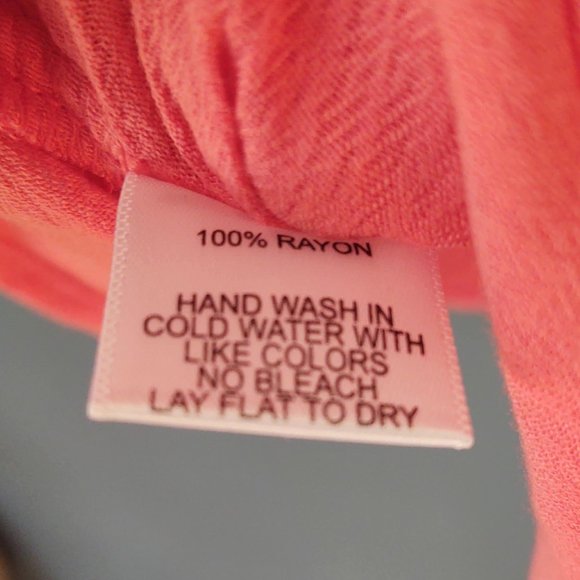 100% RAYON
HAND WASH IN
COLD WATER WITH
LIKE COLORS
NO BLEACH
LAY FLAT TO DRY